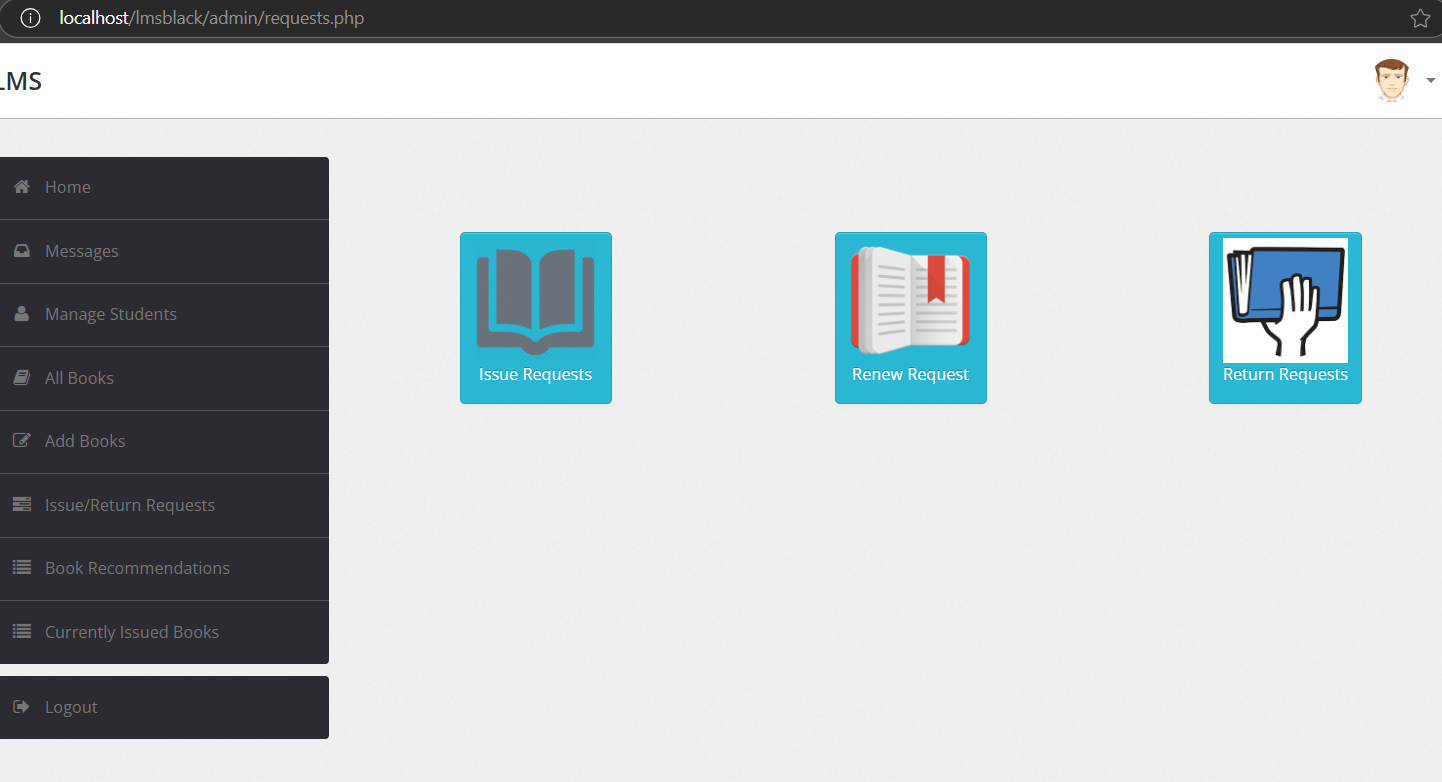 localhost/lmsblack/admin/requests.php
LMS
Home
Messages
Manage Students
All Books
Add Books
Issue/Return Requests
Book Recommendations
Currently Issued Books
Logout
Issue Requests
Renew Request
Return Requests